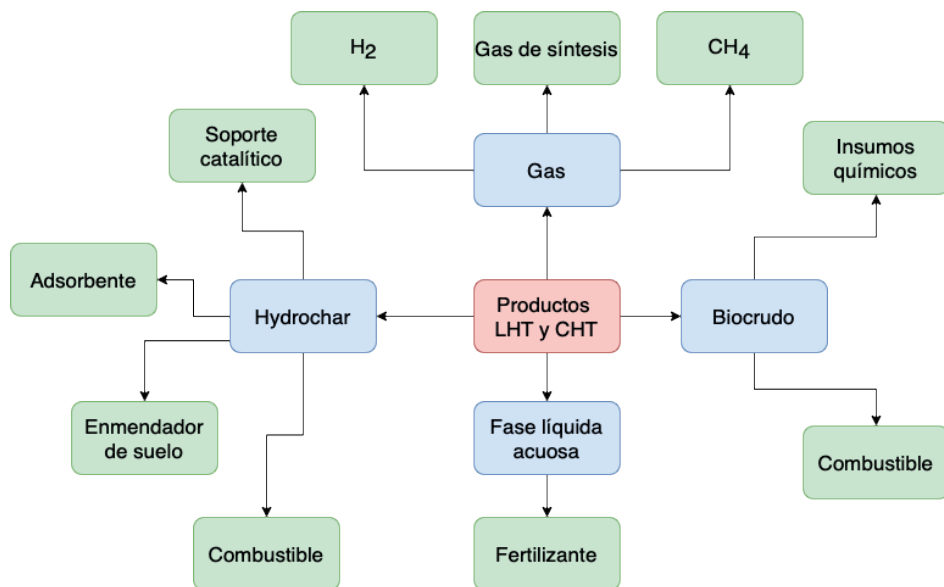 H2
Gas de síntesis
CH4
Soporte
catalítico
Gas
Insumos
químicos
Adsorbente
Hydrochar
Productos
LHT y CHT
Biocrudo
Enmendador
de suelo
Fase líquida
acuosa
Combustible
Combustible
Fertilizante